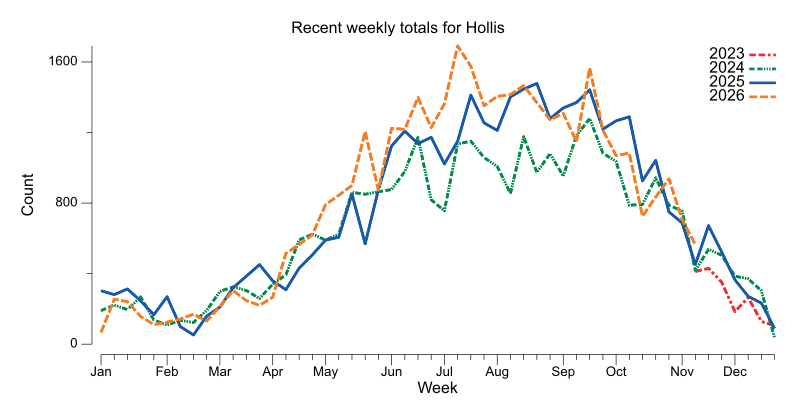 Recent weekly totals for Hollis
2023
2024
2025
2026
1600
800
0
Count
Jan Feb Mar Apr May Jun Jul Aug Sep Oct Nov Dec
Week